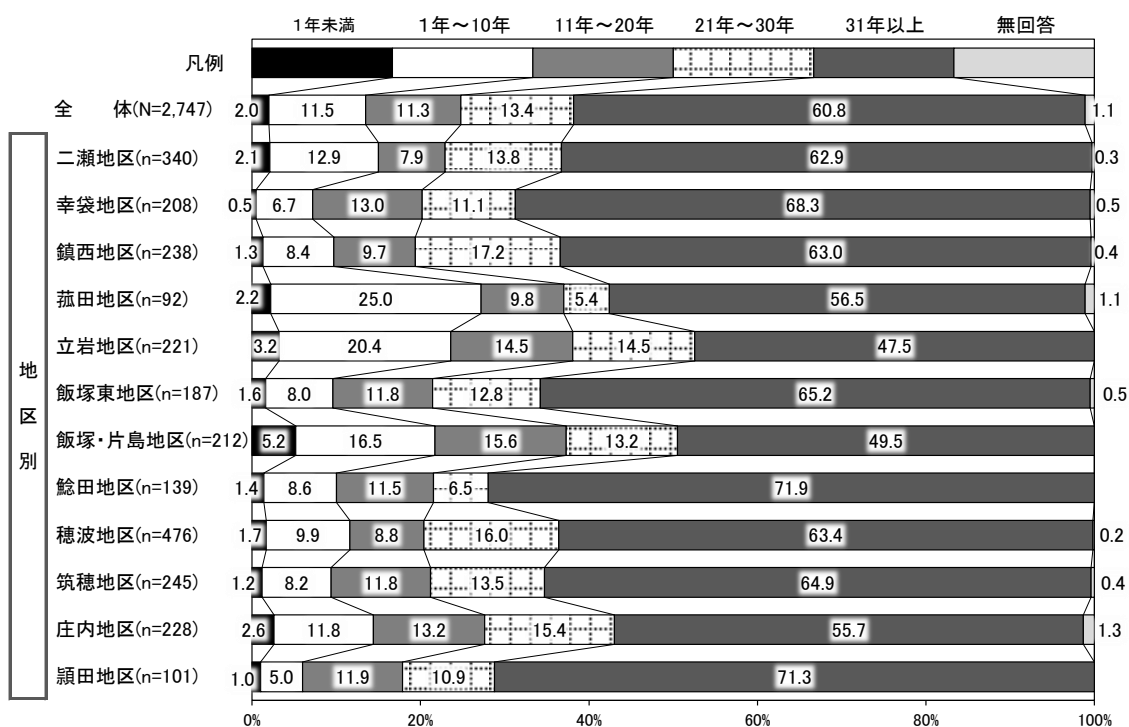 1年未満 1年～10年 11年～20年 21年～30年 31年以上 無回答
凡例
全　体(N=2,747) 2.0 11.5 11.3 13.4 60.8 1.1
地区別
二瀬地区(n=340) 2.1 12.9 7.9 13.8 62.9 0.3
幸袋地区(n=208) 0.5 6.7 13.0 11.1 68.3 0.5
鎮西地区(n=238) 1.3 8.4 9.7 17.2 63.0 0.4
菰田地区(n=92) 2.2 25.0 9.8 5.4 56.5 1.1
立岩地区(n=221) 3.2 20.4 14.5 14.5 47.5
飯塚東地区(n=187) 1.6 8.0 11.8 12.8 65.2 0.5
飯塚・片島地区(n=212) 5.2 16.5 15.6 13.2 49.5
鯰田地区(n=139) 1.4 8.6 11.5 6.5 71.9
穂波地区(n=476) 1.7 9.9 8.8 16.0 63.4 0.2
筑穂地区(n=245) 1.2 8.2 11.8 13.5 64.9 0.4
庄内地区(n=228) 2.6 11.8 13.2 15.4 55.7 1.3
頴田地区(n=101) 1.0 5.0 11.9 10.9 71.3
0% 20% 40% 60% 80% 100%